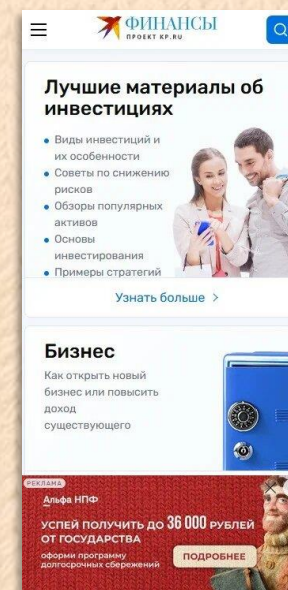 ФИНАНСЫ
ПРОЕКТ KP.RU
Лучшие материалы об
инвестициях
Виды инвестиций и
их особенности
Советы по снижению
рисков
Обзоры популярных
активов
Основы
инвестирования
Примеры стратегий
Узнать больше >
Бизнес
Как открыть новый
бизнес или повысить
доход
существующего
РЕКЛАМА
Альфа НПФ
УСПЕЙ ПОЛУЧИТЬ ДО 36 000 РУБЛЕЙ
ОТ ГОСУДАРСТВА
оформи программу
долгосрочных сбережений
ПОДРОБНЕЕ